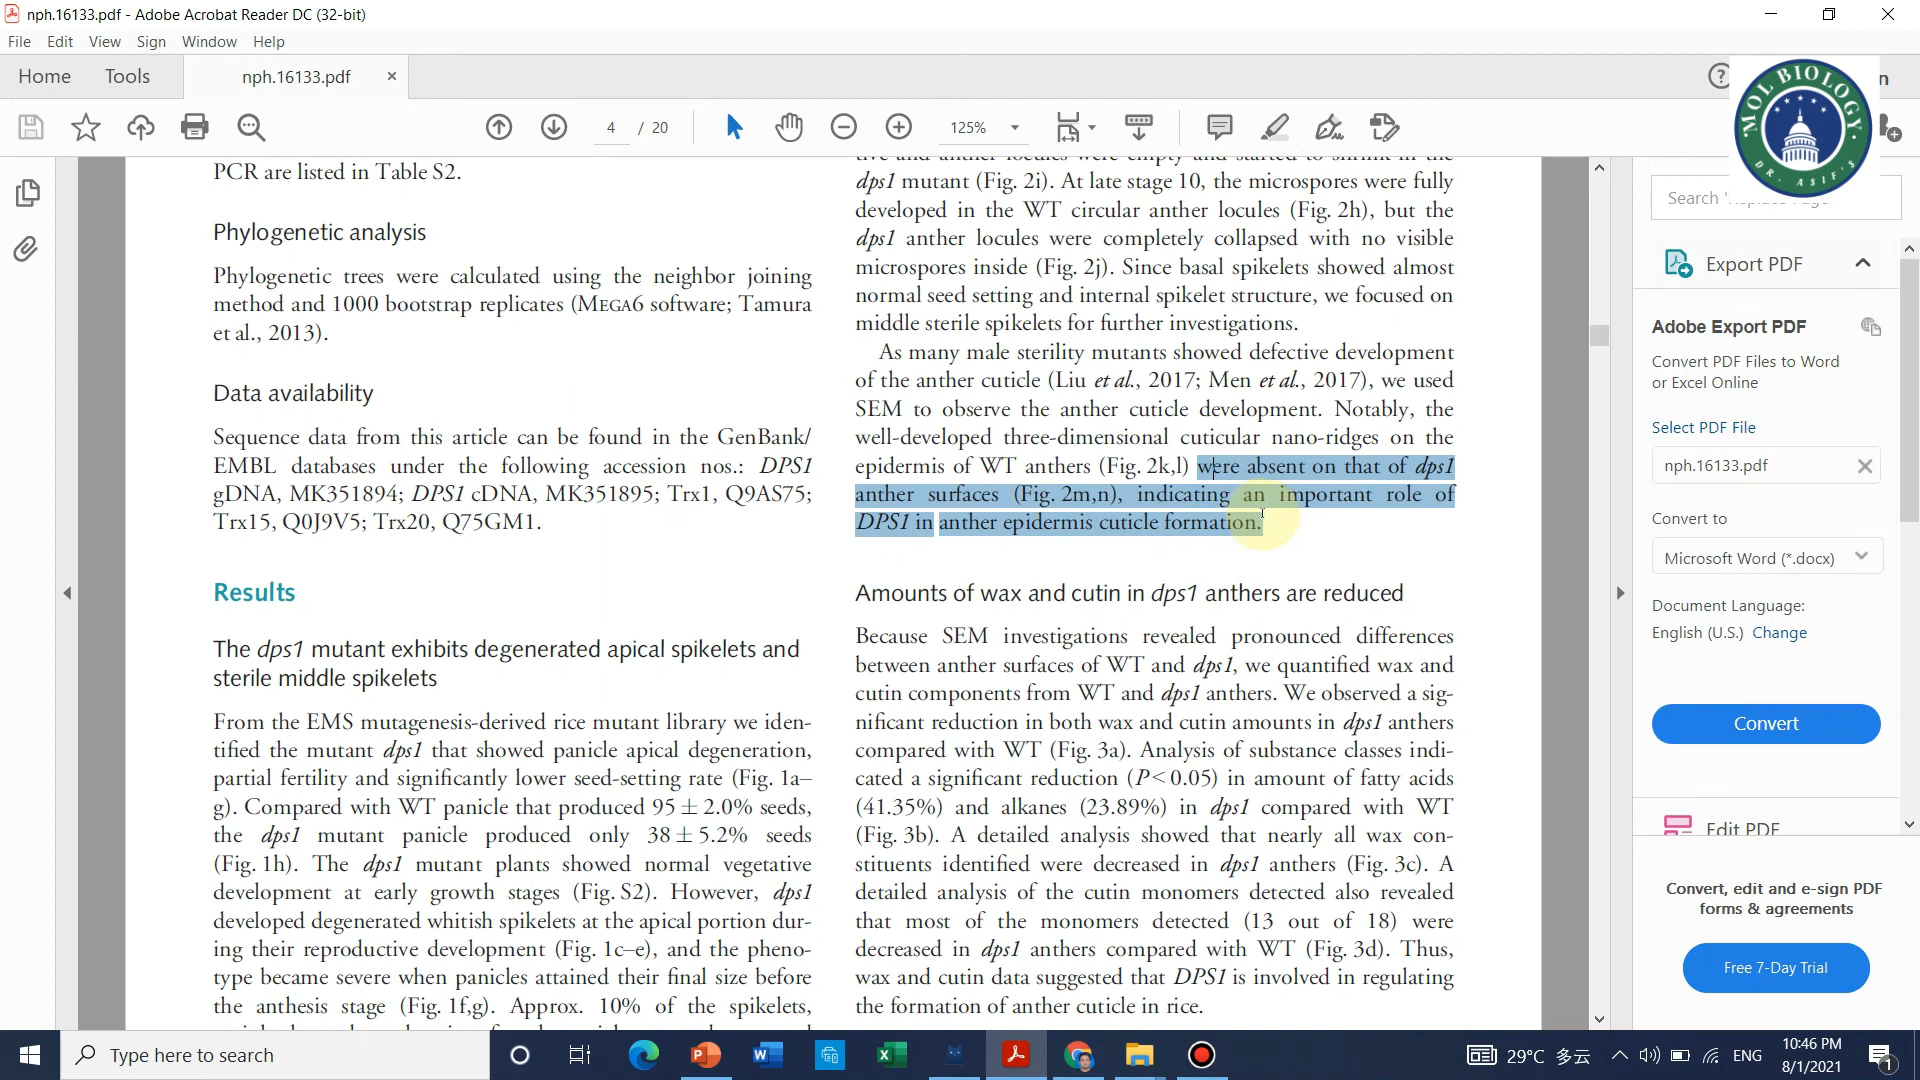 nph.16133.pdf - Adobe Acrobat Reader DC (32-bit)
File Edit View Sign Window Help
Home Tools nph.16133.pdf
4 / 20 125%
MOL BIOLOGY
DR. ASIF'S
PCR are listed in Table S2.
Phylogenetic analysis
Phylogenetic trees were calculated using the neighbor joining
method and 1000 bootstrap replicates (MEGA6 software; Tamura
et al., 2013).
Data availability
Sequence data from this article can be found in the GenBank/
EMBL databases under the following accession nos.: DPS1
gDNA, MK351894; DPS1 cDNA, MK351895; Trx1, Q9AS75;
Trx15, Q0J9V5; Trx20, Q75GM1.
Results
The dps1 mutant exhibits degenerated apical spikelets and
sterile middle spikelets
From the EMS mutagenesis-derived rice mutant library we iden-
tified the mutant dps1 that showed panicle apical degeneration,
partial fertility and significantly lower seed-setting rate (Fig. 1a–
g). Compared with WT panicle that produced 95 ± 2.0% seeds,
the dps1 mutant panicle produced only 38 ± 5.2% seeds
(Fig. 1h). The dps1 mutant plants showed normal vegetative
development at early growth stages (Fig. S2). However, dps1
developed degenerated whitish spikelets at the apical portion dur-
ing their reproductive development (Fig. 1c–e), and the pheno-
type became severe when panicles attained their final size before
the anthesis stage (Fig. 1f,g). Approx. 10% of the spikelets,
tive and anther locules were empty and started to shrink in the
dps1 mutant (Fig. 2i). At late stage 10, the microspores were fully
developed in the WT circular anther locules (Fig. 2h), but the
dps1 anther locules were completely collapsed with no visible
microspores inside (Fig. 2j). Since basal spikelets showed almost
normal seed setting and internal spikelet structure, we focused on
middle sterile spikelets for further investigations.
As many male sterility mutants showed defective development
of the anther cuticle (Liu et al., 2017; Men et al., 2017), we used
SEM to observe the anther cuticle development. Notably, the
well-developed three-dimensional cuticular nano-ridges on the
epidermis of WT anthers (Fig. 2k,l) were absent on that of dps1
anther surfaces (Fig. 2m,n), indicating an important role of
DPS1 in anther epidermis cuticle formation.
Amounts of wax and cutin in dps1 anthers are reduced
Because SEM investigations revealed pronounced differences
between anther surfaces of WT and dps1, we quantified wax and
cutin components from WT and dps1 anthers. We observed a sig-
nificant reduction in both wax and cutin amounts in dps1 anthers
compared with WT (Fig. 3a). Analysis of substance classes indi-
cated a significant reduction (P < 0.05) in amount of fatty acids
(41.35%) and alkanes (23.89%) in dps1 compared with WT
(Fig. 3b). A detailed analysis showed that nearly all wax con-
stituents identified were decreased in dps1 anthers (Fig. 3c). A
detailed analysis of the cutin monomers detected also revealed
that most of the monomers detected (13 out of 18) were
decreased in dps1 anthers compared with WT (Fig. 3d). Thus,
wax and cutin data suggested that DPS1 is involved in regulating
the formation of anther cuticle in rice.
Search
Export PDF
Adobe Export PDF
Convert PDF Files to Word
or Excel Online
Select PDF File
nph.16133.pdf
Convert to
Microsoft Word (*.docx)
Document Language:
English (U.S.) Change
Convert
Edit PDF
Convert, edit and e-sign PDF
forms & agreements
Free 7-Day Trial
Type here to search
29°C 多云 ENG
10:46 PM
8/1/2021
1